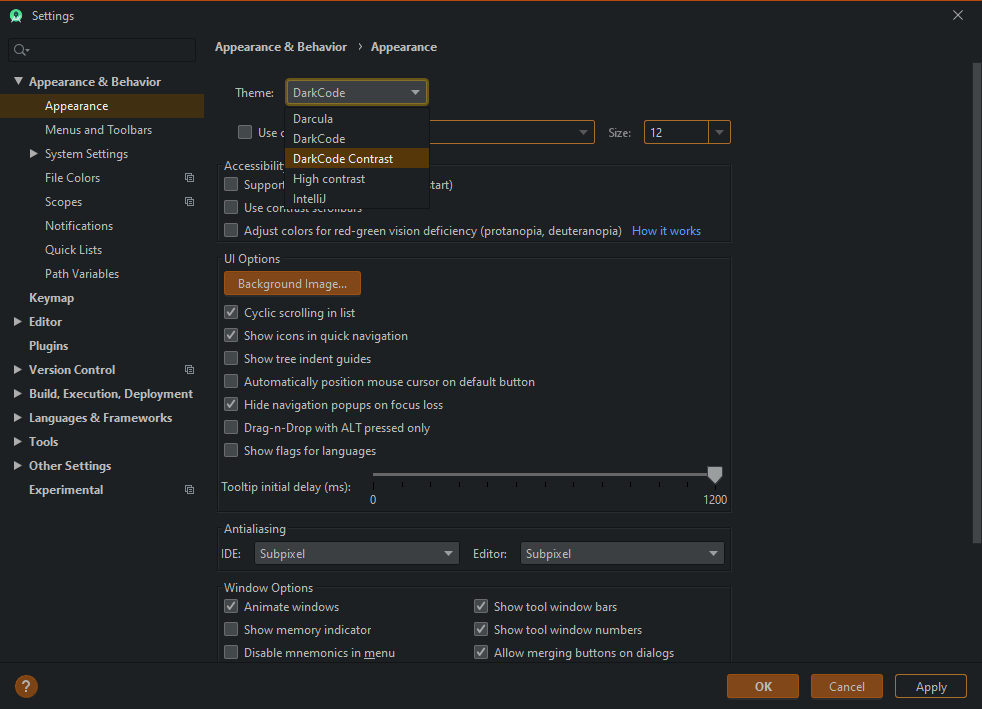 Settings
Appearance & Behavior › Appearance
Appearance & Behavior
Appearance
Menus and Toolbars
System Settings
File Colors
Scopes
Notifications
Quick Lists
Path Variables
Keymap
Editor
Plugins
Version Control
Build, Execution, Deployment
Languages & Frameworks
Tools
Other Settings
Experimental
Theme: DarkCode
Darcula
DarkCode
DarkCode Contrast
High contrast
IntelliJ
Use Size: 12
Accessibility
Support tart)
Use contrast scrollbars
Adjust colors for red-green vision deficiency (protanopia, deuteranopia) How it works
UI Options
Background Image...
Cyclic scrolling in list
Show icons in quick navigation
Show tree indent guides
Automatically position mouse cursor on default button
Hide navigation popups on focus loss
Drag-n-Drop with ALT pressed only
Show flags for languages
Tooltip initial delay (ms):
0 1200
Antialiasing
IDE: Subpixel Editor: Subpixel
Window Options
Animate windows Show tool window bars
Show memory indicator Show tool window numbers
Disable mnemonics in menu Allow merging buttons on dialogs
? OK Cancel Apply